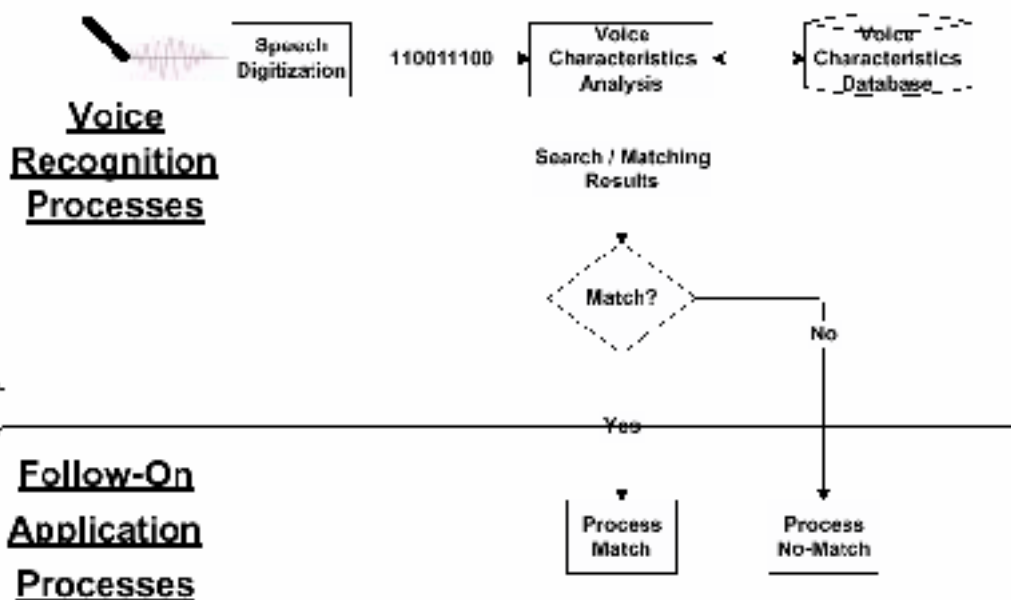 Speech
Digitization
110011100
Voice
Characteristics
Analysis
Voice
Characteristics
Database
Voice
Recognition
Processes
Search / Matching
Results
Match?
No
Yes
Follow-On
Application
Processes
Process
Match
Process
No-Match